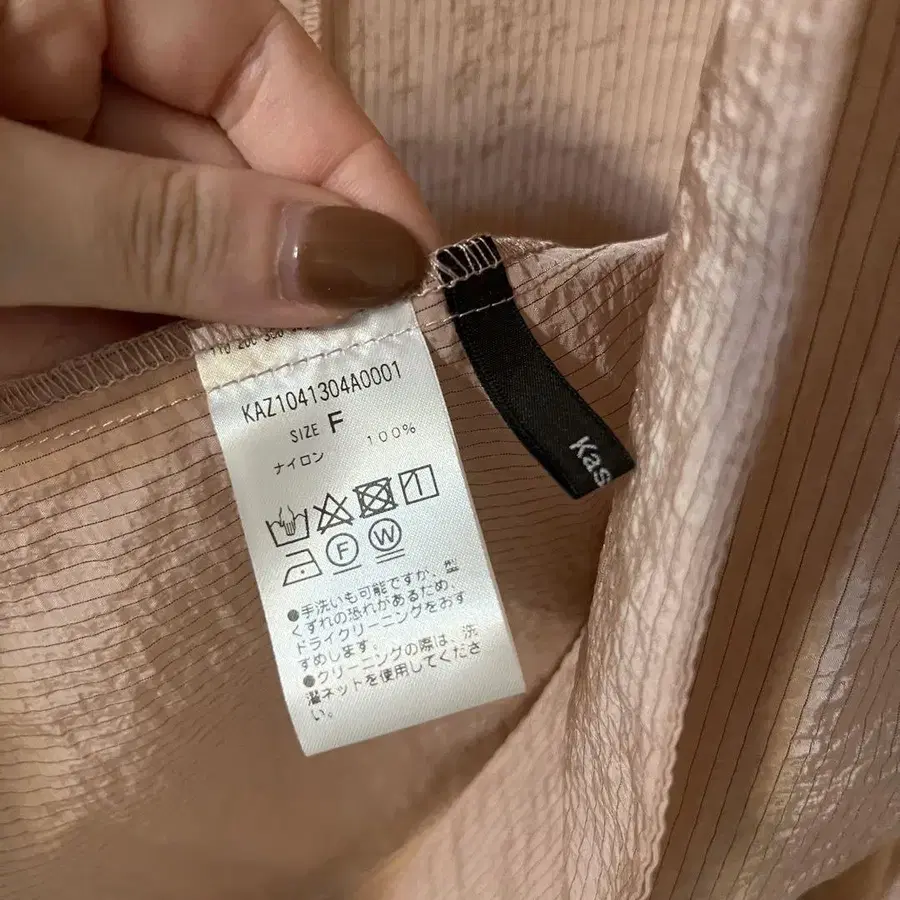 KAZ1041304A0001
SIZE F
ナイロン 100%
F W
●手洗いも可能ですが、型
くずれの恐れがあるため、
ドライクリーニングをおす
すめします。
●クリーニングの際は、洗
濯ネットを使用してくださ
い。
Kas